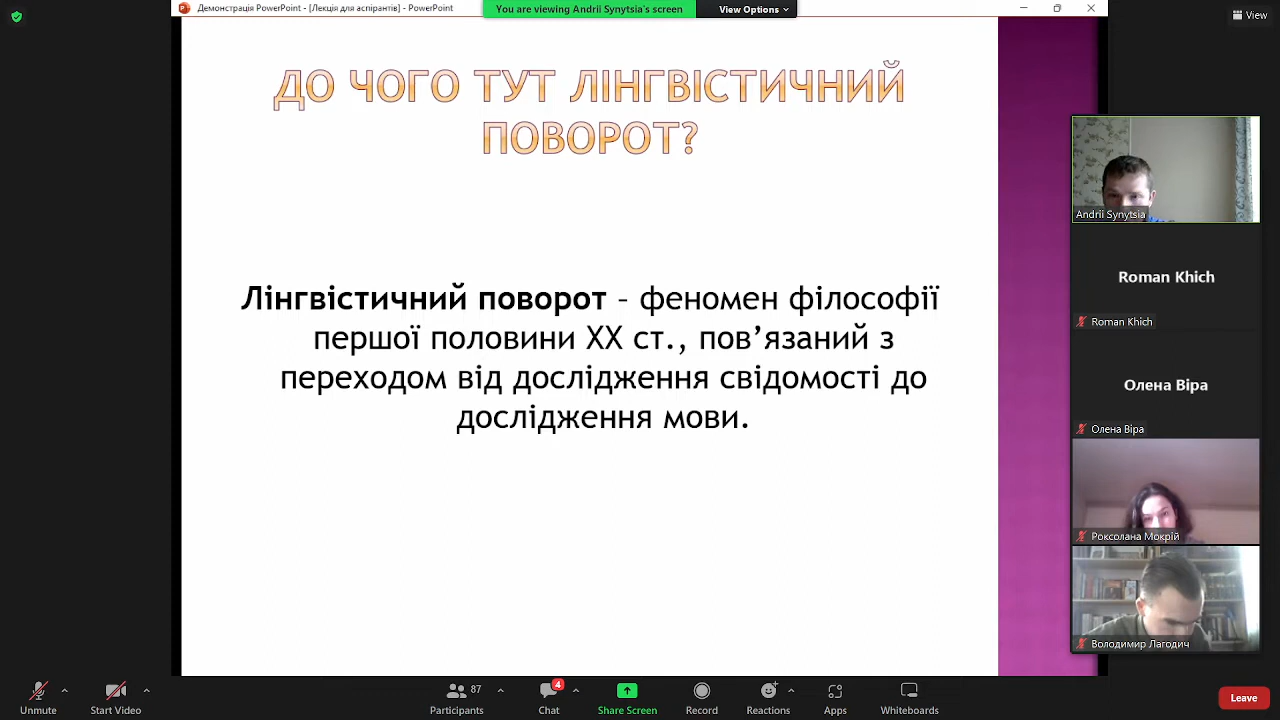 Демонстрація PowerPoint - [Лекція для аспірантів] - PowerPoint
You are viewing Andrii Synytsia's screen
View Options
View
ДО ЧОГО ТУТ ЛІНГВІСТИЧНИЙ
ПОВОРОТ?
Лінгвістичний поворот – феномен філософії
першої половини ХХ ст., пов’язаний з
переходом від дослідження свідомості до
дослідження мови.
Andrii Synytsia
Roman Khich
Roman Khich
Олена Віра
Олена Віра
Роксолана Мокрій
Володимир Лагодич
Unmute
Start Video
87
Participants
4
Chat
Share Screen
Record
Reactions
Apps
Whiteboards
Leave